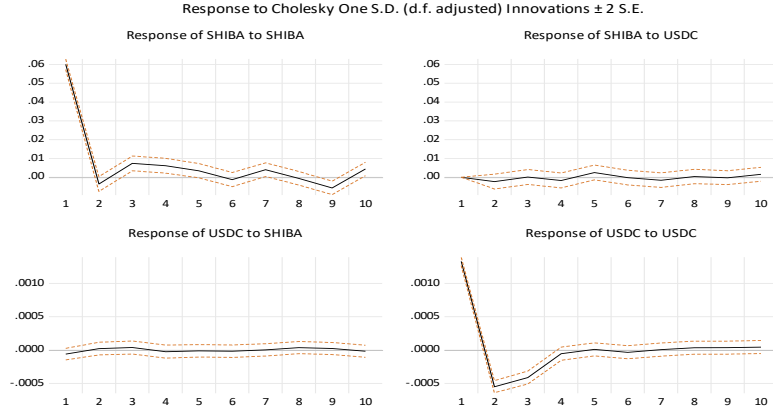 Response to Cholesky One S.D. (d.f. adjusted) Innovations ± 2 S.E.
Response of SHIBA to SHIBA
.06
.05
.04
.03
.02
.01
.00
1 2 3 4 5 6 7 8 9 10
Response of SHIBA to USDC
.06
.05
.04
.03
.02
.01
.00
1 2 3 4 5 6 7 8 9 10
Response of USDC to SHIBA
.0010
.0005
.0000
-.0005
1 2 3 4 5 6 7 8 9 10
Response of USDC to USDC
.0010
.0005
.0000
-.0005
1 2 3 4 5 6 7 8 9 10